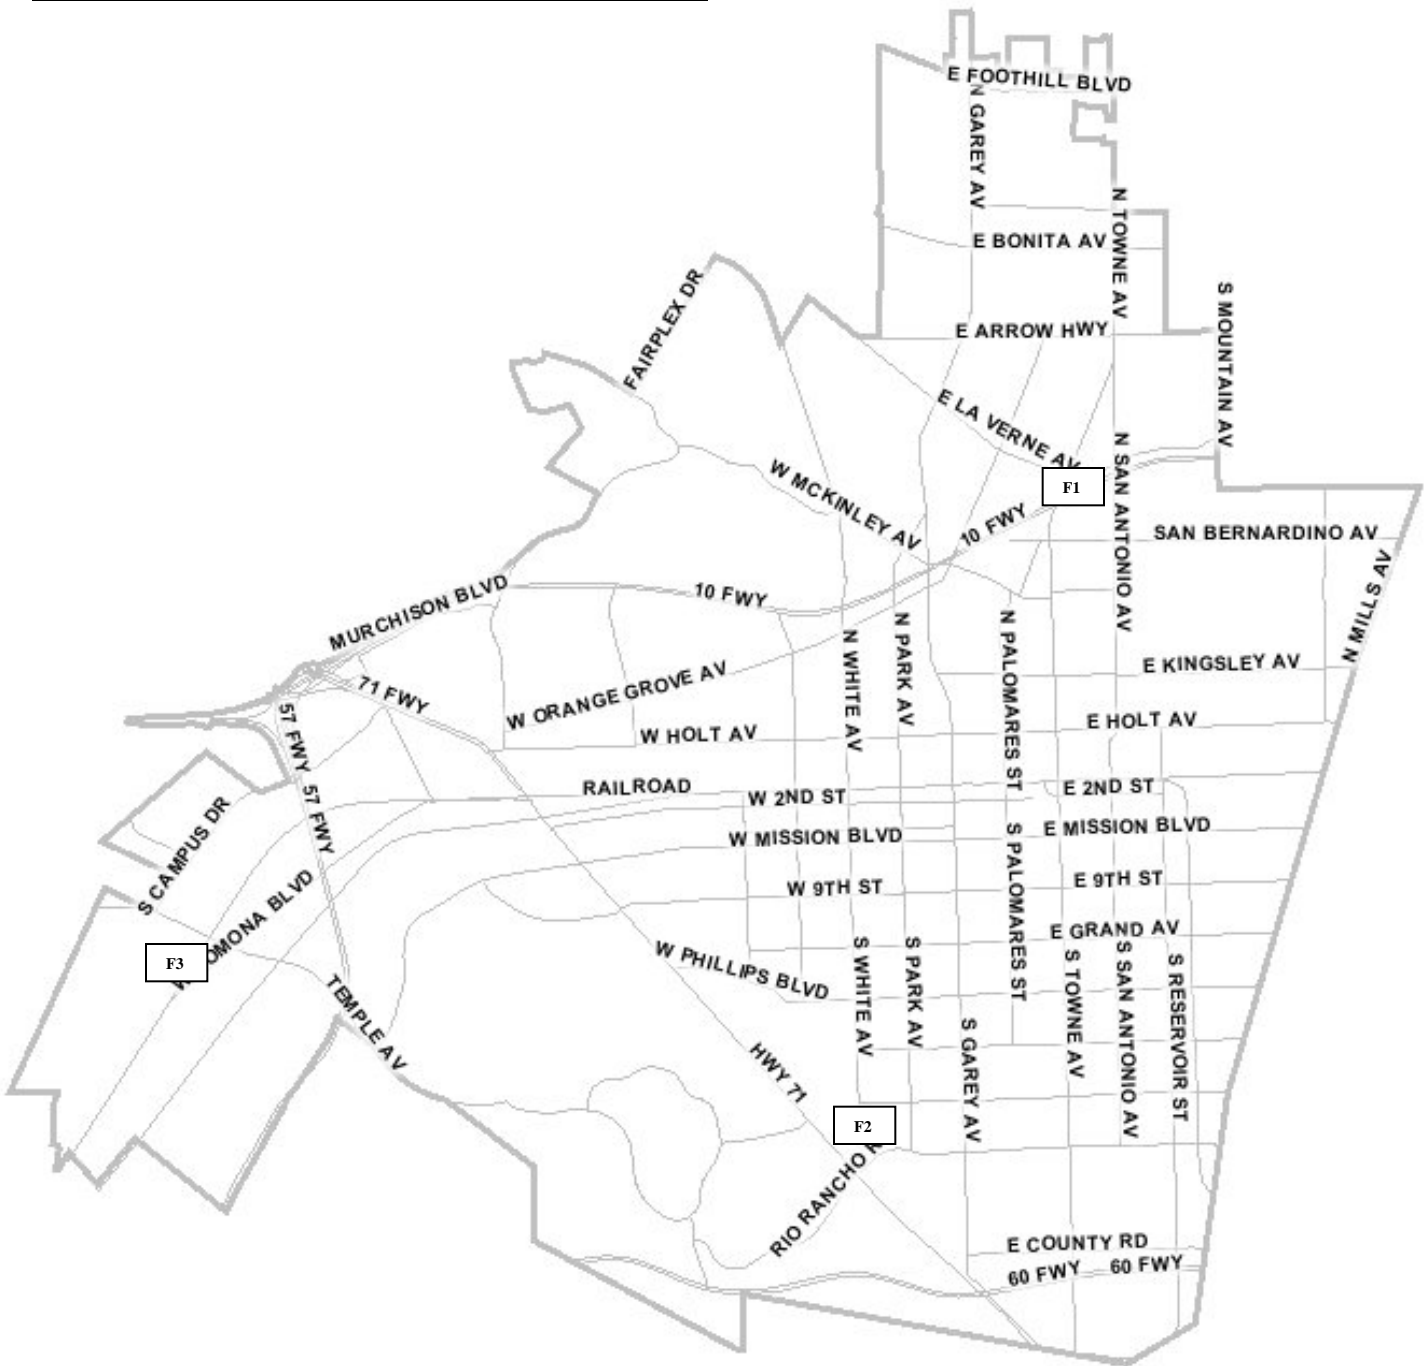 E FOOTHILL BLVD
N GAREY AV
N TOWNE AV
E BONITA AV
S MOUNTAIN AV
FAIRPLEX DR
E ARROW HWY
E LA VERNE AV
N SAN ANTONIO AV
W MCKINLEY AV
F1
10 FWY
SAN BERNARDINO AV
N MILLS AV
MURCHISON BLVD
10 FWY
N PARK AV
N PALOMARES ST
N WHITE AV
E KINGSLEY AV
71 FWY
W ORANGE GROVE AV
57 FWY
W HOLT AV
E HOLT AV
RAILROAD
57 FWY
W 2ND ST
E 2ND ST
S CAMPUS DR
W MISSION BLVD
E MISSION BLVD
S PALOMARES ST
W 9TH ST
E 9TH ST
OMONA BLVD
E GRAND AV
F3
W PHILLIPS BLVD
S WHITE AV
S PARK AV
S TOWNE AV
S SAN ANTONIO AV
S RESERVOIR ST
TEMPLE AV
S GAREY AV
HWY 71
F2
RIO RANCHO
E COUNTY RD
60 FWY
60 FWY